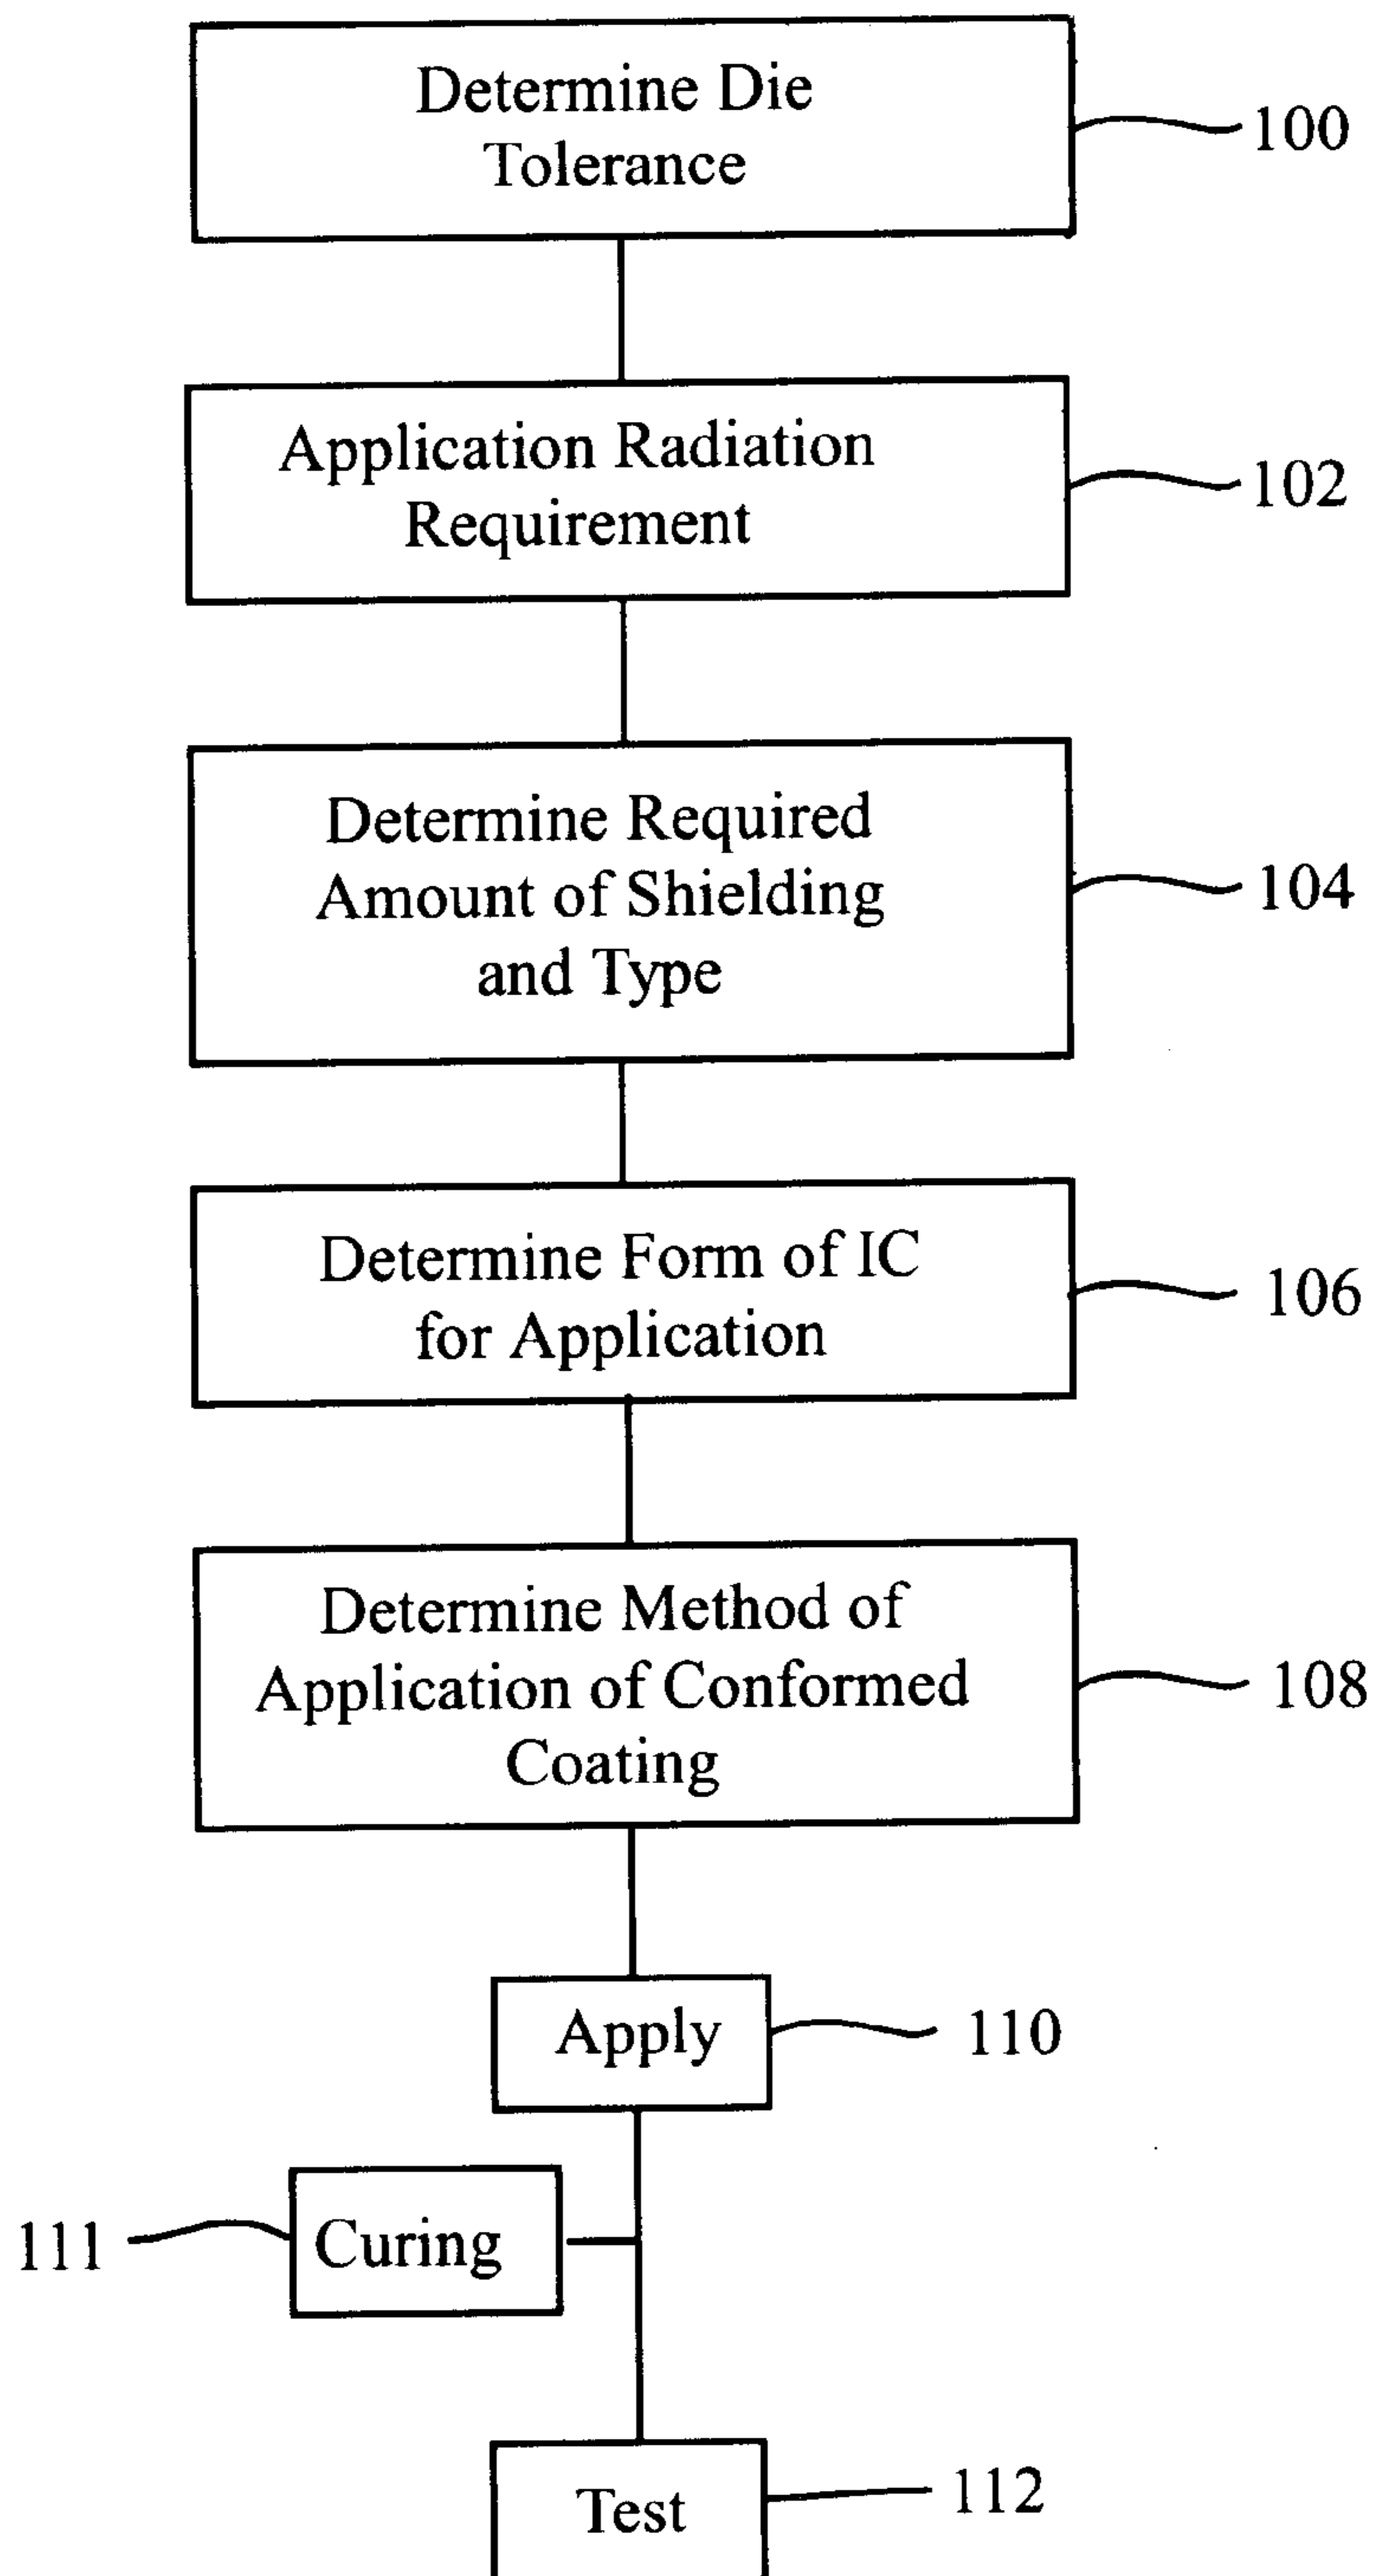 Determine Die
Tolerance
100
Application Radiation
Requirement
102
Determine Required
Amount of Shielding
and Type
104
Determine Form of IC
for Application
106
Determine Method of
Application of Conformed
Coating
108
Apply
110
111
Curing
Test
112